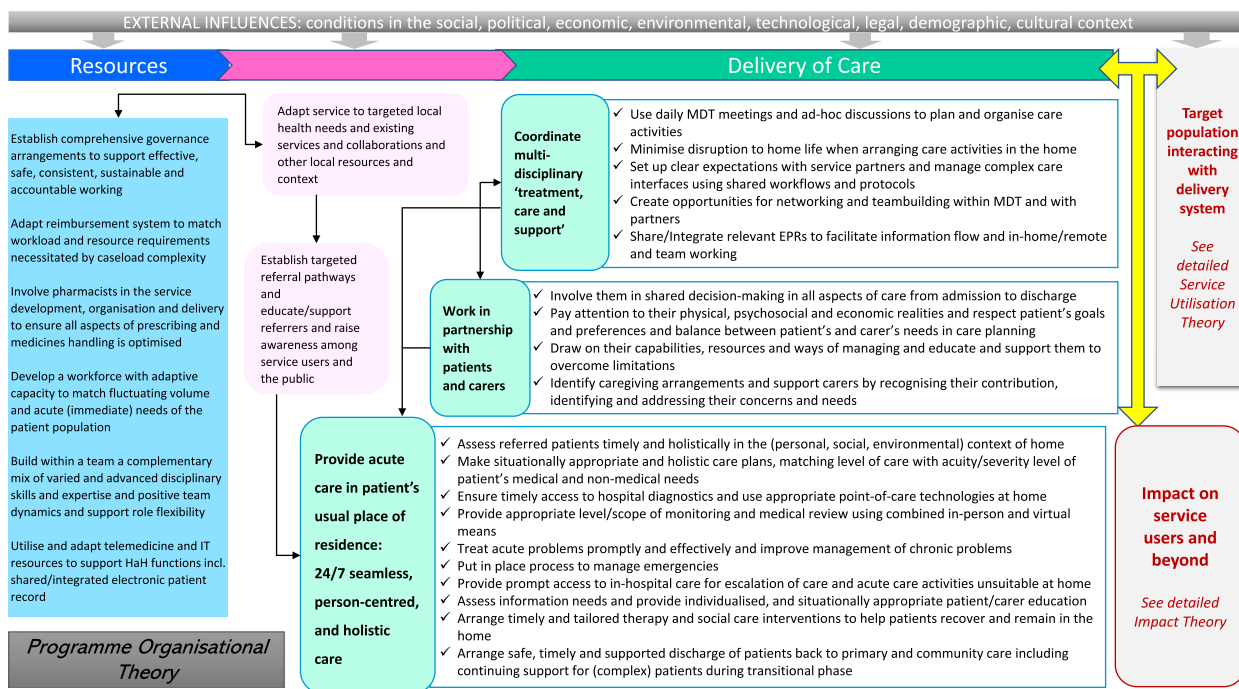 EXTERNAL INFLUENCES: conditions in the social, political, economic, environmental, technological, legal, demographic, cultural context
Resources
Delivery of Care
Establish comprehensive governance
arrangements to support effective,
safe, consistent, sustainable and
accountable working
Adapt reimbursement system to match
workload and resource requirements
necessitated by caseload complexity
Involve pharmacists in the service
development, organisation and delivery
to ensure all aspects of prescribing and
medicines handling is optimised
Develop a workforce with adaptive
capacity to match fluctuating volume
and acute (immediate) needs of the
patient population
Build within a team a complementary
mix of varied and advanced disciplinary
skills and expertise and positive team
dynamics and support role flexibility
Utilise and adapt telemedicine and IT
resources to support HaH functions incl.
shared/integrated electronic patient
record
Programme Organisational
Theory
Adapt service to targeted local
health needs and existing
services and collaborations and
other local resources and
context
Establish targeted
referral pathways
and
educate/support
referrers and raise
awareness among
service users and
the public
Coordinate
multi-
disciplinary
‘treatment,
care and
support’
✓ Use daily MDT meetings and ad-hoc discussions to plan and organise care
activities
✓ Minimise disruption to home life when arranging care activities in the home
✓ Set up clear expectations with service partners and manage complex care
interfaces using shared workflows and protocols
✓ Create opportunities for networking and teambuilding within MDT and with
partners
✓ Share/Integrate relevant EPRs to facilitate information flow and in-home/remote
and team working
Work in
partnership
with
patients
and carers
✓ Involve them in shared decision-making in all aspects of care from admission to discharge
✓ Pay attention to their physical, psychosocial and economic realities and respect patient’s goals
and preferences and balance between patient’s and carer’s needs in care planning
✓ Draw on their capabilities, resources and ways of managing and educate and support them to
overcome limitations
✓ Identify caregiving arrangements and support carers by recognising their contribution,
identifying and addressing their concerns and needs
Provide acute
care in patient’s
usual place of
residence:
24/7 seamless,
person-centred,
and holistic
care
✓ Assess referred patients timely and holistically in the (personal, social, environmental) context of home
✓ Make situationally appropriate and holistic care plans, matching level of care with acuity/severity level of
patient’s medical and non-medical needs
✓ Ensure timely access to hospital diagnostics and use appropriate point-of-care technologies at home
✓ Provide appropriate level/scope of monitoring and medical review using combined in-person and virtual
means
✓ Treat acute problems promptly and effectively and improve management of chronic problems
✓ Put in place process to manage emergencies
✓ Provide prompt access to in-hospital care for escalation of care and acute care activities unsuitable at home
✓ Assess information needs and provide individualised, and situationally appropriate patient/carer education
✓ Arrange timely and tailored therapy and social care interventions to help patients recover and remain in the
home
✓ Arrange safe, timely and supported discharge of patients back to primary and community care including
continuing support for (complex) patients during transitional phase
Target
population
interacting
with
delivery
system
See
detailed
Service
Utilisation
Theory
Impact on
service
users and
beyond
See detailed
Impact Theory